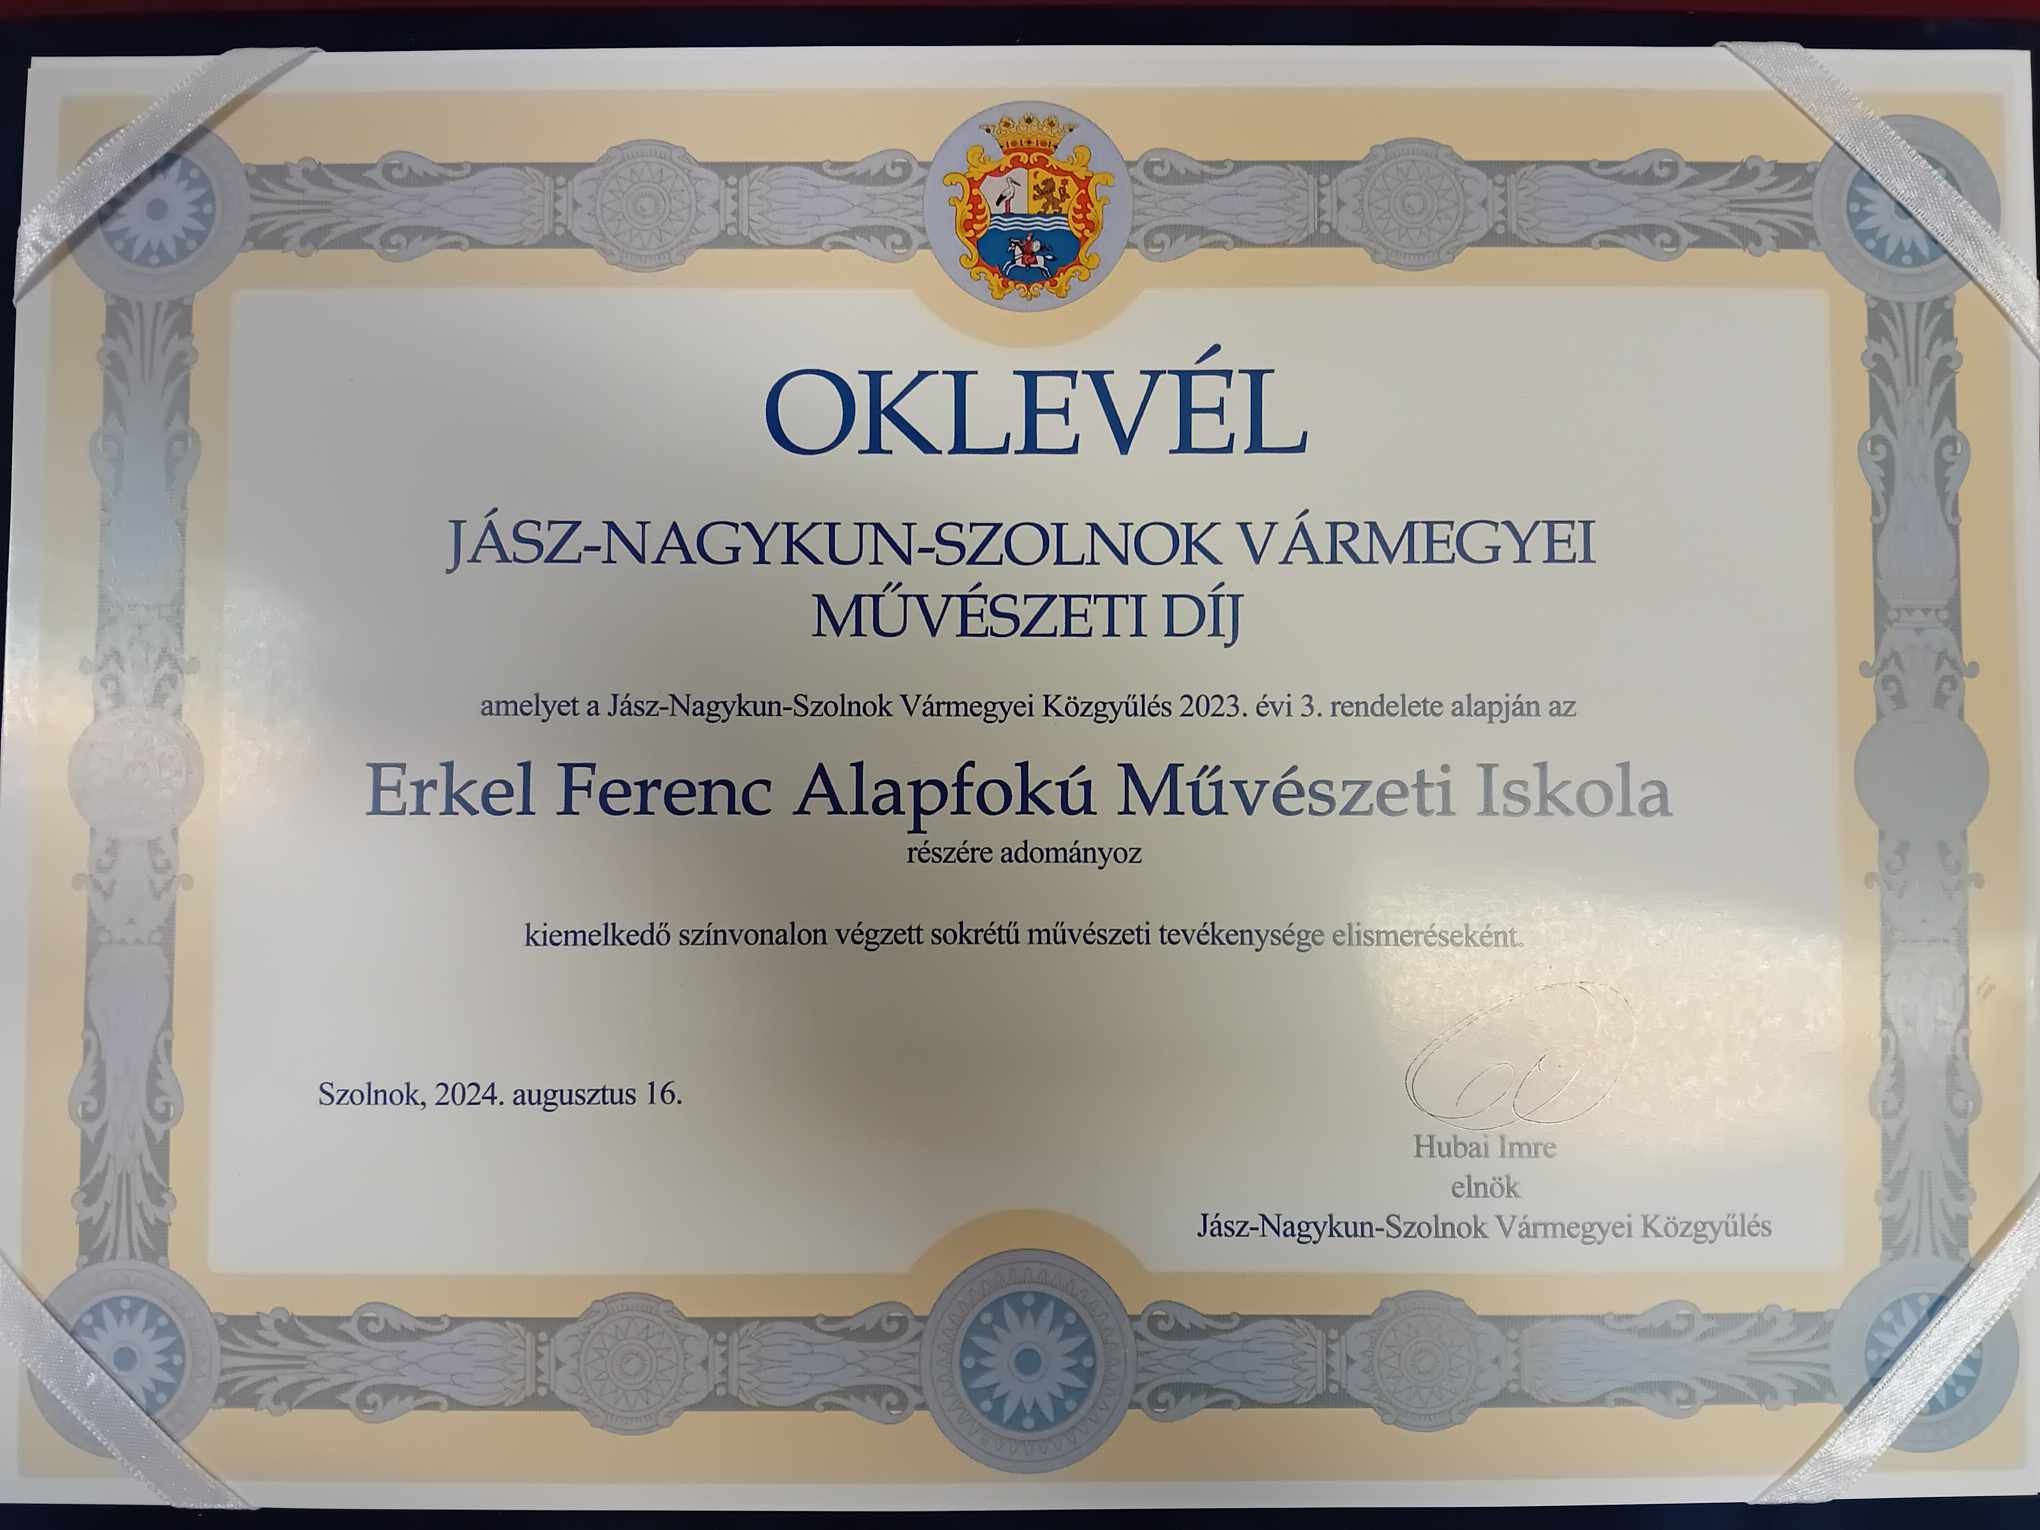 OKLEVÉL
JÁSZ-NAGYKUN-SZOLNOK VÁRMEGYEI
MŰVÉSZETI DÍJ
amelyet a Jász-Nagykun-Szolnok Vármegyei Közgyűlés 2023. évi 3. rendelete alapján az
Erkel Ferenc Alapfokú Művészeti Iskola
részére adományoz
kiemelkedő színvonalon végzett sokrétű művészeti tevékenysége elismeréseként.
Szolnok, 2024. augusztus 16.
Hubai Imre
elnök
Jász-Nagykun-Szolnok Vármegyei Közgyűlés